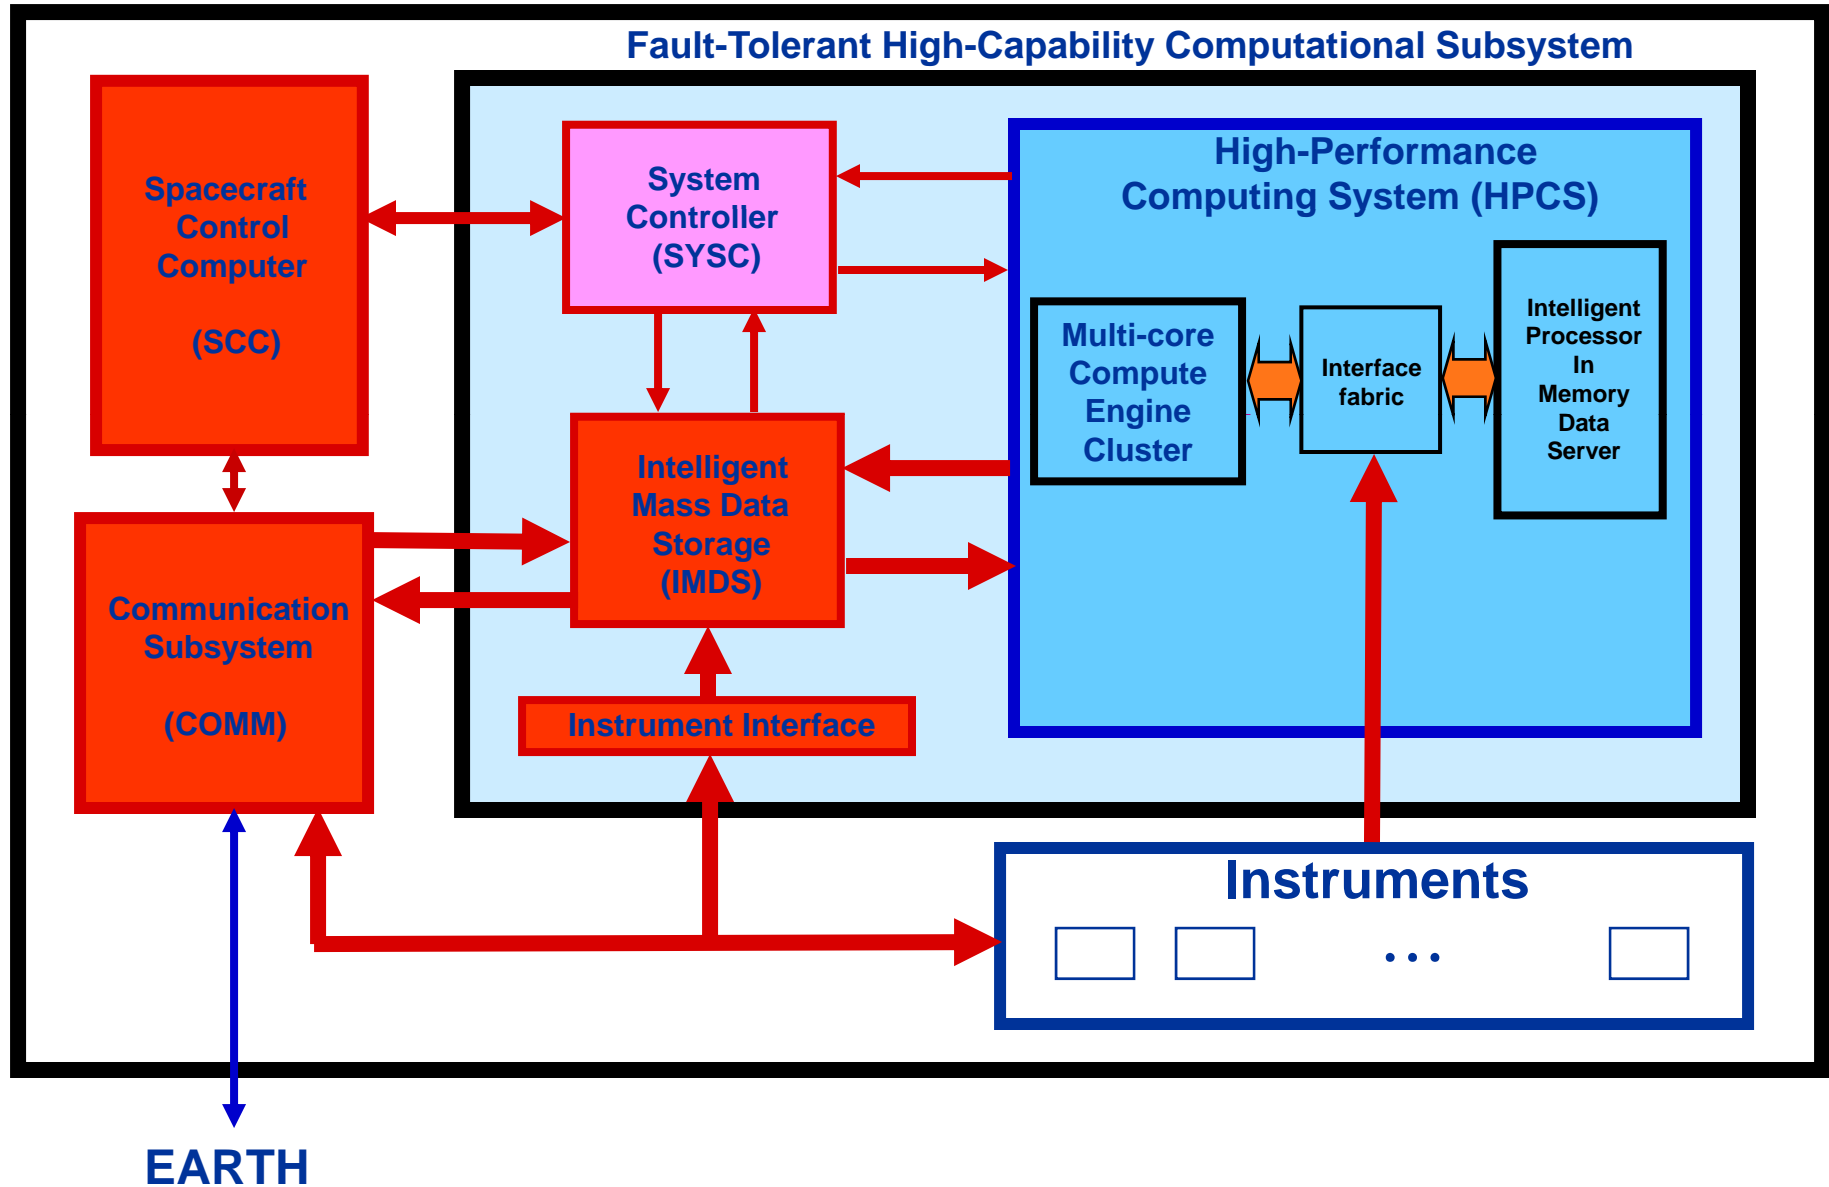 Fault-Tolerant High-Capability Computational Subsystem
Spacecraft
Control
Computer
(SCC)
System
Controller
(SYSC)
High-Performance
Computing System (HPCS)
Multi-core
Compute
Engine
Cluster
Interface
fabric
Intelligent
Processor
In
Memory
Data
Server
Intelligent
Mass Data
Storage
(IMDS)
Communication
Subsystem
(COMM)
Instrument Interface
Instruments
. . .
EARTH